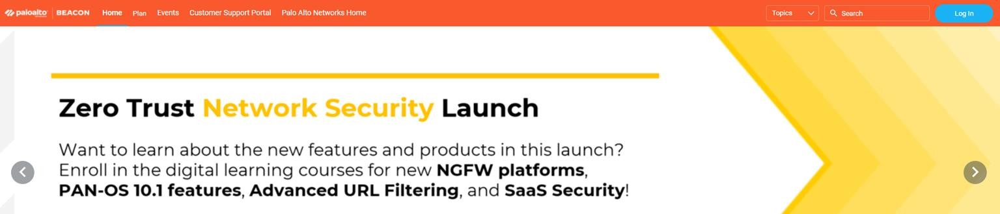 paloalto BEACON Home Plan Events Customer Support Portal Palo Alto Networks Home Topics Search Log In
Zero Trust Network Security Launch
Want to learn about the new features and products in this launch?
Enroll in the digital learning courses for new NGFW platforms,
PAN-OS 10.1 features, Advanced URL Filtering, and SaaS Security!